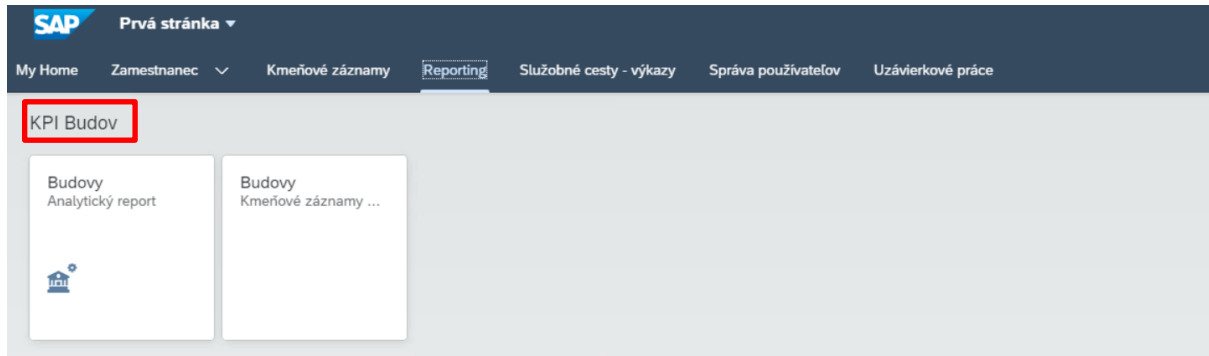 SAP Prvá stránka
My Home Zamestnanec Kmeňové záznamy Reporting Služobné cesty - výkazy Správa používateľov Uzávierkové práce
KPI Budov
Budovy Budovy
Analytický report Kmeňové záznamy ...